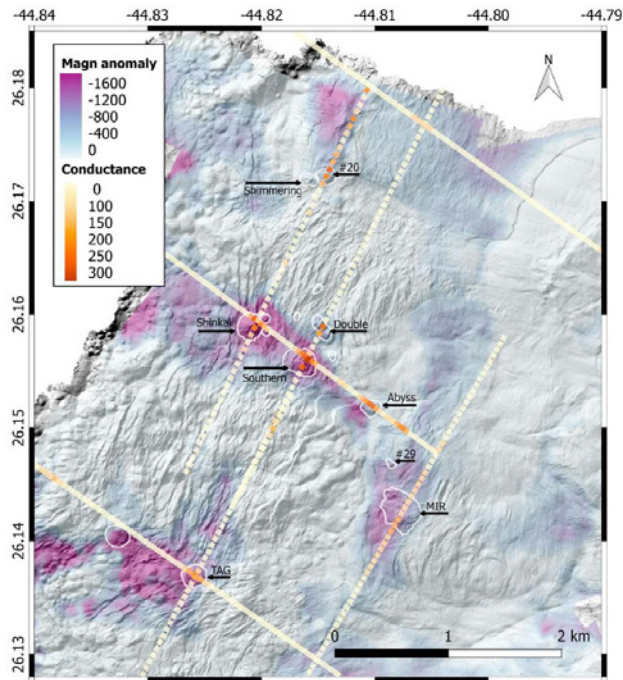 -44.84 -44.83 -44.82 -44.81 -44.80 -44.79
Magn anomaly
-1600
-1200
-800
-400
0
Conductance
0
100
150
200
250
300
N
26.18
26.17
26.16
26.15
26.14
26.13
#20
Shimmering
Shinkai
Double
Southern
Abyss
#29
MIR
TAG
0 1 2 km